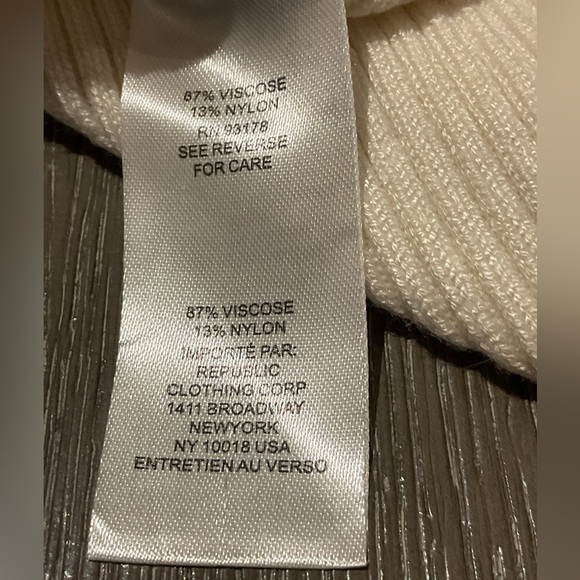 87% VISCOSE
13% NYLON
RN 93178
SEE REVERSE
FOR CARE
87% VISCOSE
13% NYLON
IMPORTÉ PAR:
REPUBLIC
CLOTHING CORP
1411 BROADWAY
NEWYORK
NY 10018 USA
ENTRETIEN AU VERSO